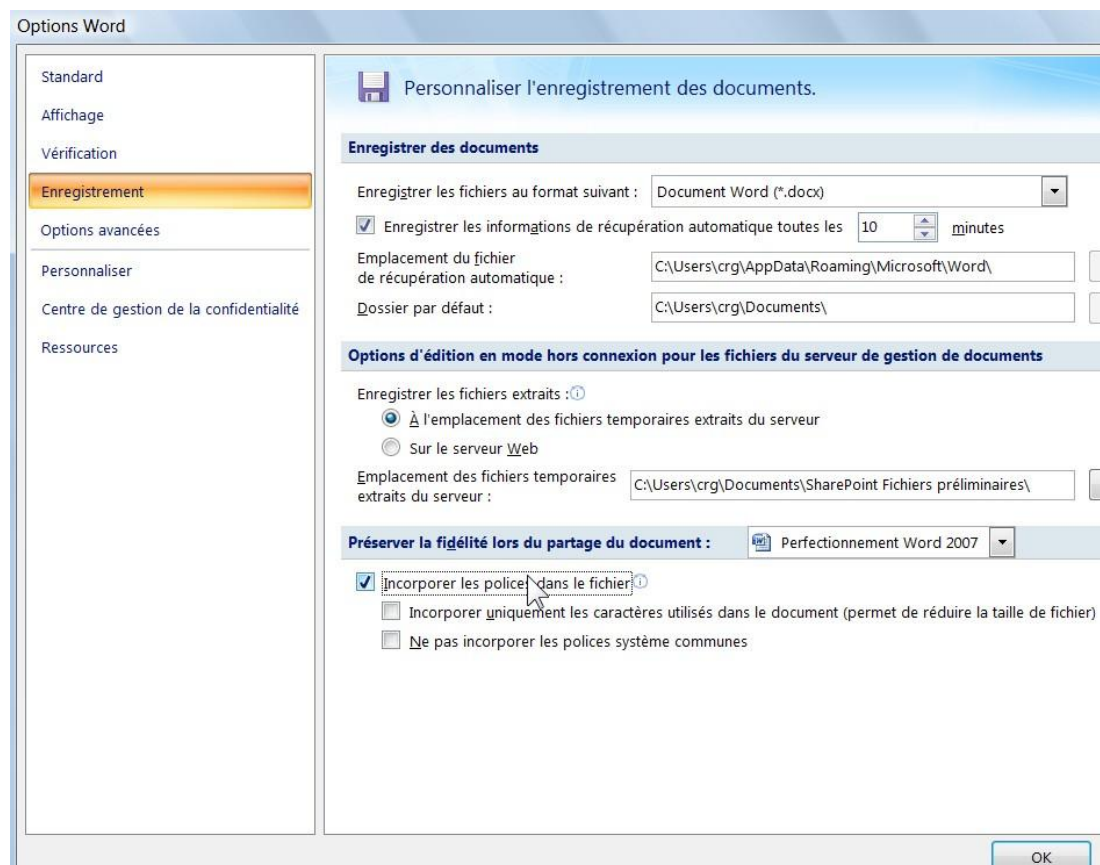 Options Word
Standard
Affichage
Vérification
Enregistrement
Options avancées
Personnaliser
Centre de gestion de la confidentialité
Ressources
Personnaliser l'enregistrement des documents.
Enregistrer des documents
Enregistrer les fichiers au format suivant : Document Word (*.docx)
Enregistrer les informations de récupération automatique toutes les 10 minutes
Emplacement du fichier
de récupération automatique : C:\Users\crg\AppData\Roaming\Microsoft\Word\
Dossier par défaut : C:\Users\crg\Documents\
Options d'édition en mode hors connexion pour les fichiers du serveur de gestion de documents
Enregistrer les fichiers extraits :
À l'emplacement des fichiers temporaires extraits du serveur
Sur le serveur Web
Emplacement des fichiers temporaires
extraits du serveur : C:\Users\crg\Documents\SharePoint Fichiers préliminaires\
Préserver la fidélité lors du partage du document : Perfectionnement Word 2007
Incorporer les polices dans le fichier
Incorporer uniquement les caractères utilisés dans le document (permet de réduire la taille de fichier)
Ne pas incorporer les polices système communes
OK